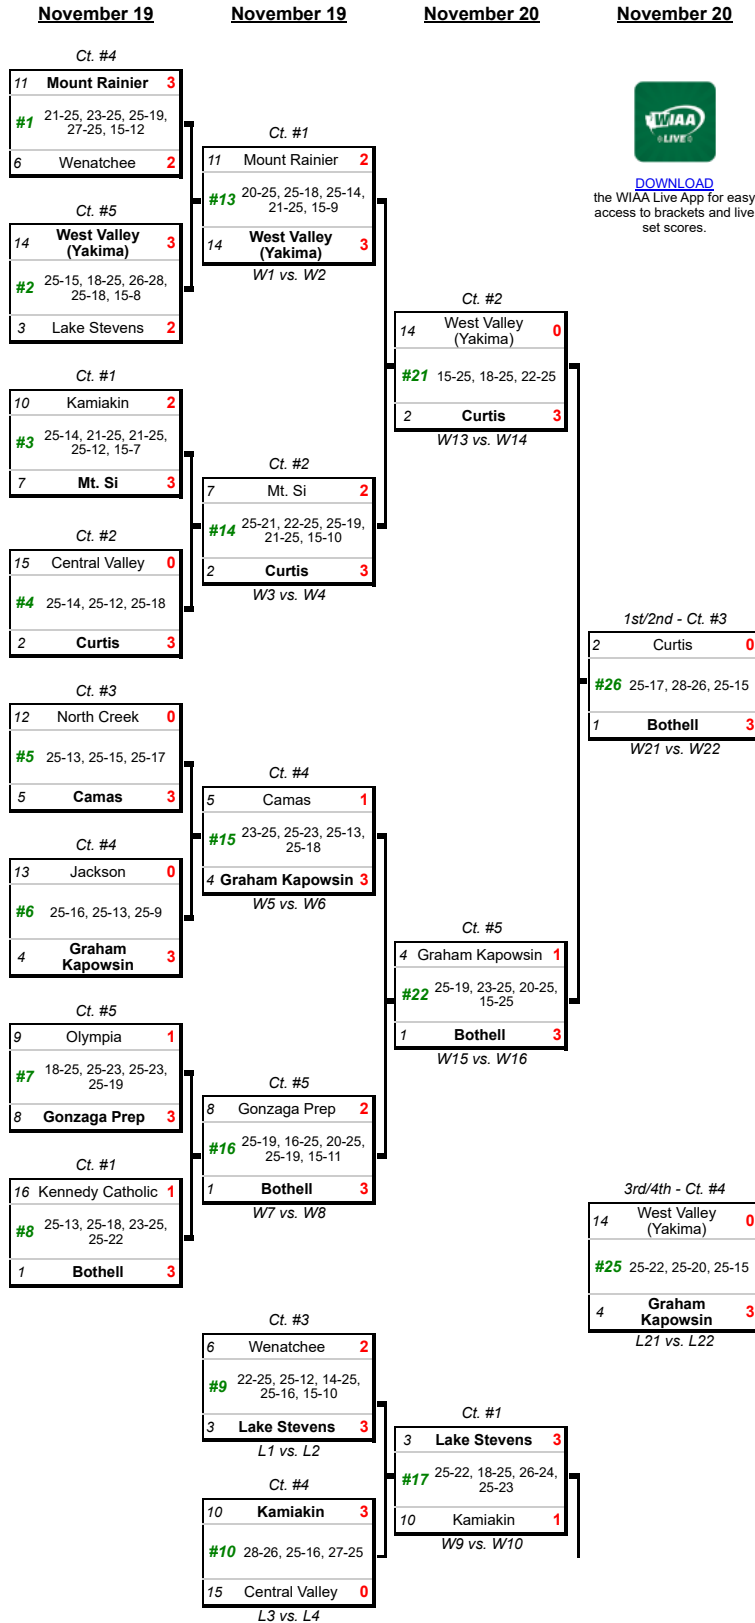 November 19
November 19
November 20
November 20
Ct. #4
11 Mount Rainier 3
#1 21-25, 23-25, 25-19,
27-25, 15-12
6 Wenatchee 2
Ct. #5
14 West Valley
(Yakima) 3
#2 25-15, 18-25, 26-28,
25-18, 15-8
3 Lake Stevens 2
Ct. #1
10 Kamiakin 2
#3 25-14, 21-25, 21-25,
25-12, 15-7
7 Mt. Si 3
Ct. #2
15 Central Valley 0
#4 25-14, 25-12, 25-18
2 Curtis 3
Ct. #3
12 North Creek 0
#5 25-13, 25-15, 25-17
5 Camas 3
Ct. #4
13 Jackson 0
#6 25-16, 25-13, 25-9
4 Graham
Kapowsin 3
Ct. #5
9 Olympia 1
#7 18-25, 25-23, 25-23,
25-19
8 Gonzaga Prep 3
Ct. #1
16 Kennedy Catholic 1
#8 25-13, 25-18, 23-25,
25-22
1 Bothell 3
Ct. #1
11 Mount Rainier 2
#13 20-25, 25-18, 25-14,
21-25, 15-9
14 West Valley
(Yakima) 3
W1 vs. W2
Ct. #2
7 Mt. Si 2
#14 25-21, 22-25, 25-19,
21-25, 15-10
2 Curtis 3
W3 vs. W4
Ct. #4
5 Camas 1
#15 23-25, 25-23, 25-13,
25-18
4 Graham Kapowsin 3
W5 vs. W6
Ct. #5
8 Gonzaga Prep 2
#16 25-19, 16-25, 20-25,
25-19, 15-11
1 Bothell 3
W7 vs. W8
Ct. #3
6 Wenatchee 2
#9 22-25, 25-12, 14-25,
25-16, 15-10
3 Lake Stevens 3
L1 vs. L2
Ct. #4
10 Kamiakin 3
#10 28-26, 25-16, 27-25
15 Central Valley 0
L3 vs. L4
Ct. #2
14 West Valley
(Yakima) 0
#21 15-25, 18-25, 22-25
2 Curtis 3
W13 vs. W14
Ct. #5
4 Graham Kapowsin 1
#22 25-19, 23-25, 20-25,
15-25
1 Bothell 3
W15 vs. W16
Ct. #1
3 Lake Stevens 3
#17 25-22, 18-25, 26-24,
25-23
10 Kamiakin 1
W9 vs. W10
WIAA
LIVE
DOWNLOAD
the WIAA Live App for easy
access to brackets and live
set scores.
1st/2nd - Ct. #3
2 Curtis 0
#26 25-17, 28-26, 25-15
1 Bothell 3
W21 vs. W22
3rd/4th - Ct. #4
14 West Valley
(Yakima) 0
#25 25-22, 25-20, 25-15
4 Graham
Kapowsin 3
L21 vs. L22